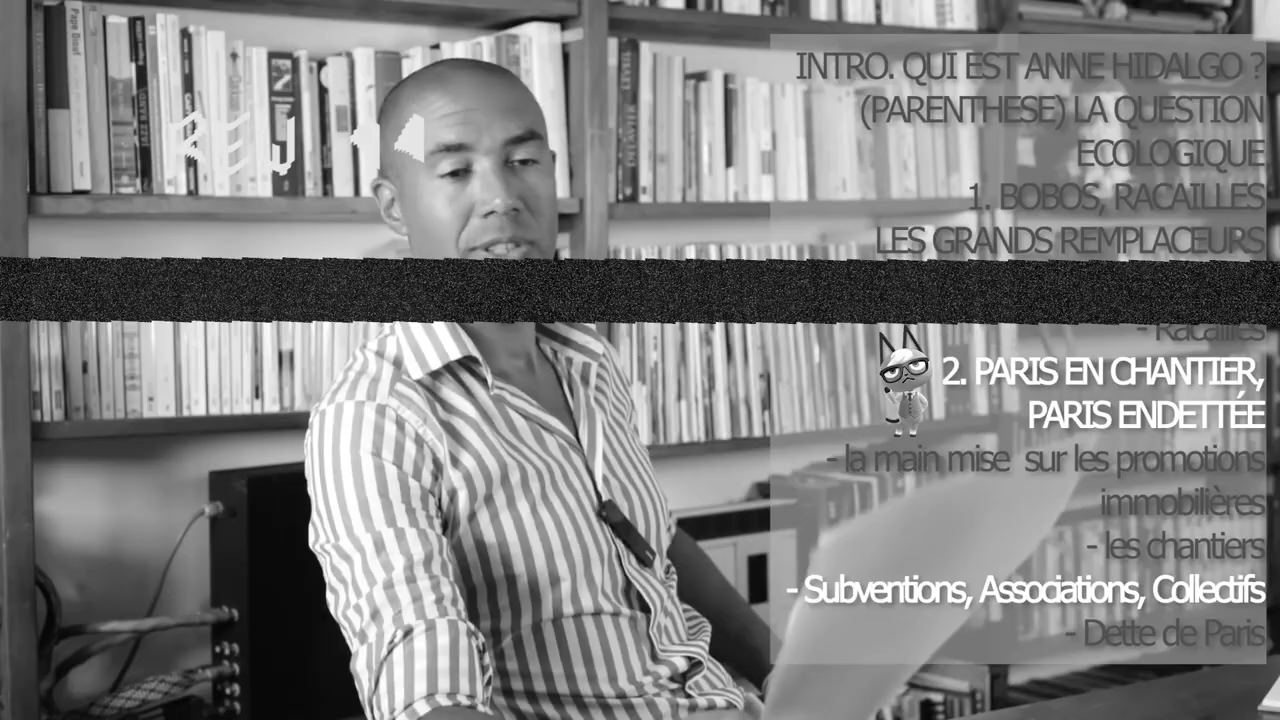 INTRO. QUI EST ANNE HIDALGO ?
(PARENTHESE) LA QUESTION
ECOLOGIQUE
1. BOBOS, RACAILLES
LES GRANDS REMPLACEURS
- Racailles
2. PARIS EN CHANTIER,
PARIS ENDETTÉE
- la main mise sur les promotions
immobilières
- les chantiers
- Subventions, Associations, Collectifs
- Dette de Paris